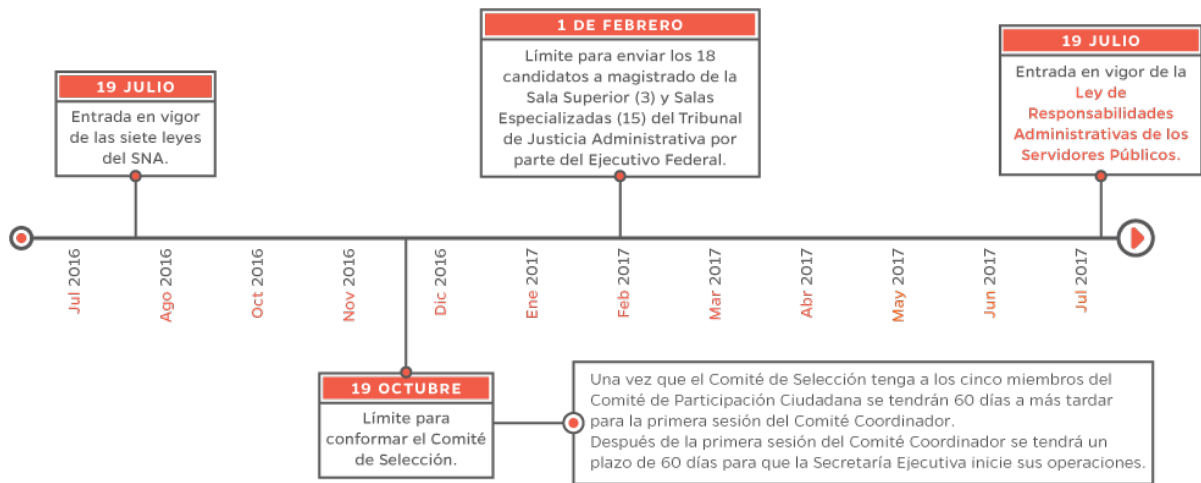 19 JULIO
Entrada en vigor
de las siete leyes
del SNA.
1 DE FEBRERO
Límite para enviar los 18
candidatos a magistrado de la
Sala Superior (3) y Salas
Especializadas (15) del Tribunal
de Justicia Administrativa por
parte del Ejecutivo Federal.
19 JULIO
Entrada en vigor de la
Ley de
Responsabilidades
Administrativas de los
Servidores Públicos.
Jul 2016
Ago 2016
Oct 2016
Nov 2016
Dic 2016
Ene 2017
Feb 2017
Mar 2017
Abr 2017
May 2017
Jun 2017
Jul 2017
19 OCTUBRE
Límite para
conformar el Comité
de Selección.
Una vez que el Comité de Selección tenga a los cinco miembros del
Comité de Participación Ciudadana se tendrán 60 días a más tardar
para la primera sesión del Comité Coordinador.
Después de la primera sesión del Comité Coordinador se tendrá un
plazo de 60 días para que la Secretaría Ejecutiva inicie sus operaciones.